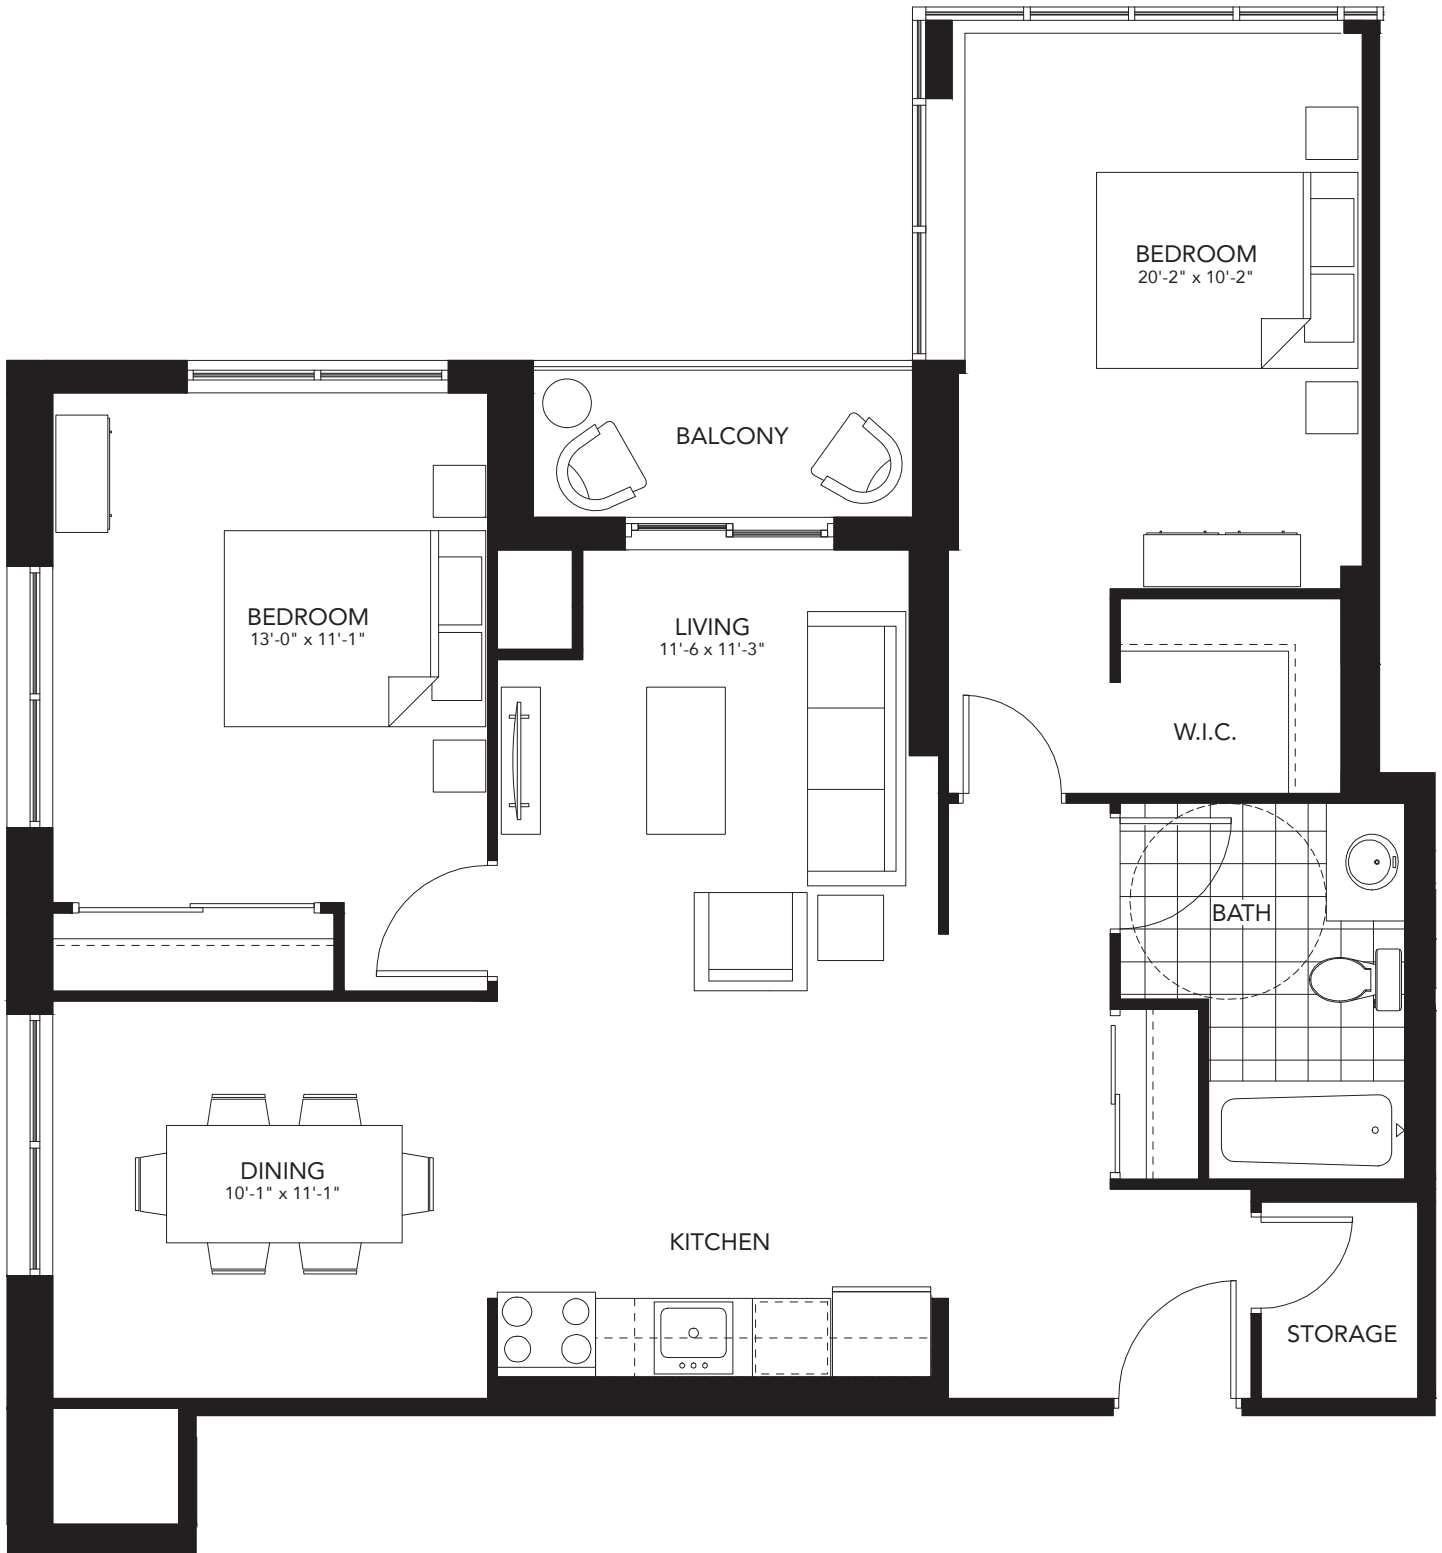 BEDROOM
20'-2" x 10'-2"
BALCONY
BEDROOM
13'-0" x 11'-1"
LIVING
11'-6 x 11'-3"
W.I.C.
BATH
DINING
10'-1" x 11'-1"
KITCHEN
STORAGE